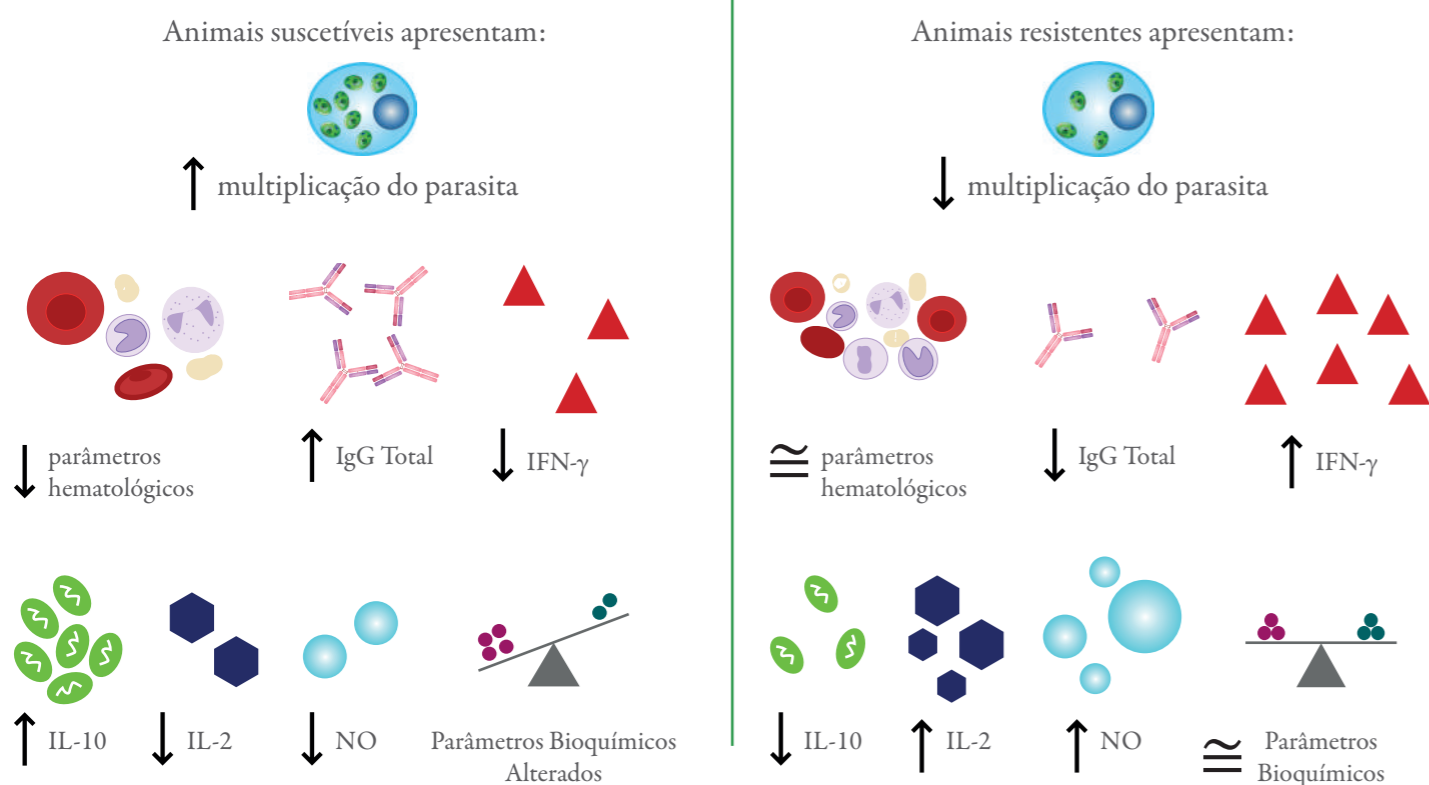 Animais suscetíveis apresentam:
↑ multiplicação do parasita
↓ parâmetros
hematológicos
↑ IgG Total
↓ IFN-γ
↑ IL-10
↓ IL-2
↓ NO
Parâmetros Bioquímicos
Alterados
Animais resistentes apresentam:
↓ multiplicação do parasita
≅ parâmetros
hematológicos
↓ IgG Total
↑ IFN-γ
↓ IL-10
↑ IL-2
↑ NO
≅ Parâmetros
Bioquímicos